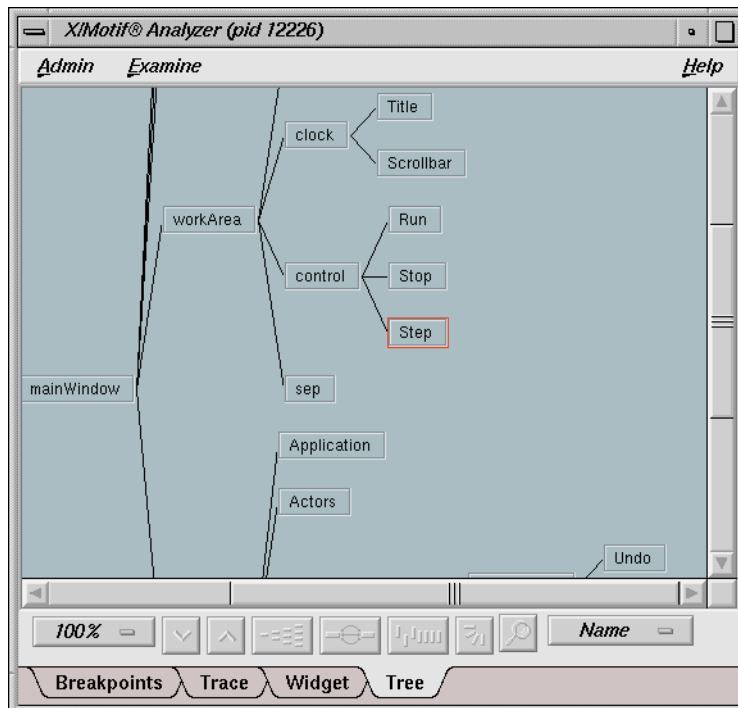 X/Motif® Analyzer (pid 12226)
Admin Examine Help
Title
clock
Scrollbar
workArea
Run
control
Stop
Step
mainWindow
sep
Application
Actors
Undo
100% Name
Breakpoints Trace Widget Tree